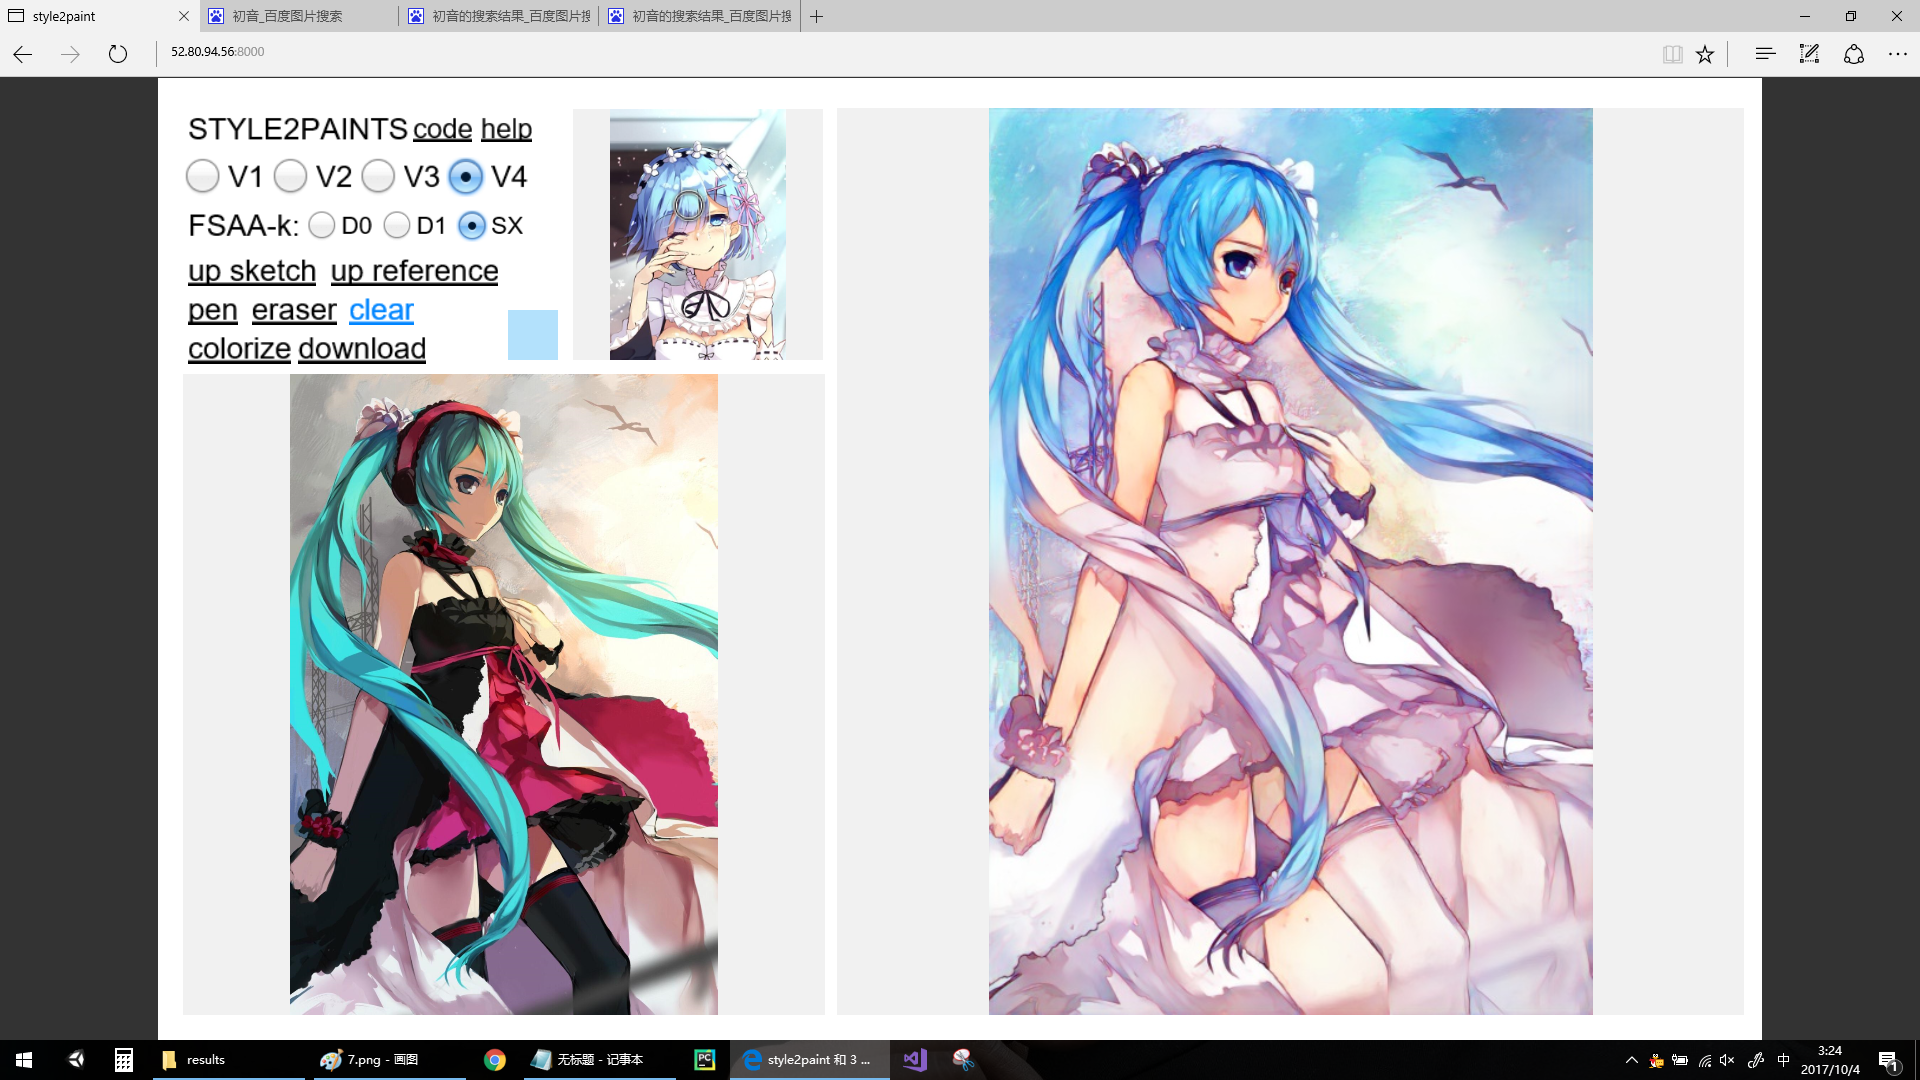 style2paint
初音_百度图片搜索
初音的搜索结果_百度图片搜
初音的搜索结果_百度图片搜
52.80.94.56:8000
STYLE2PAINTS code help
V1 V2 V3 V4
FSAA-k: D0 D1 SX
up sketch up reference
pen eraser clear
colorize download
results
7.png - 画图
无标题 - 记事本
PC
style2paint 和 3 ...
中
3:24
2017/10/4
1